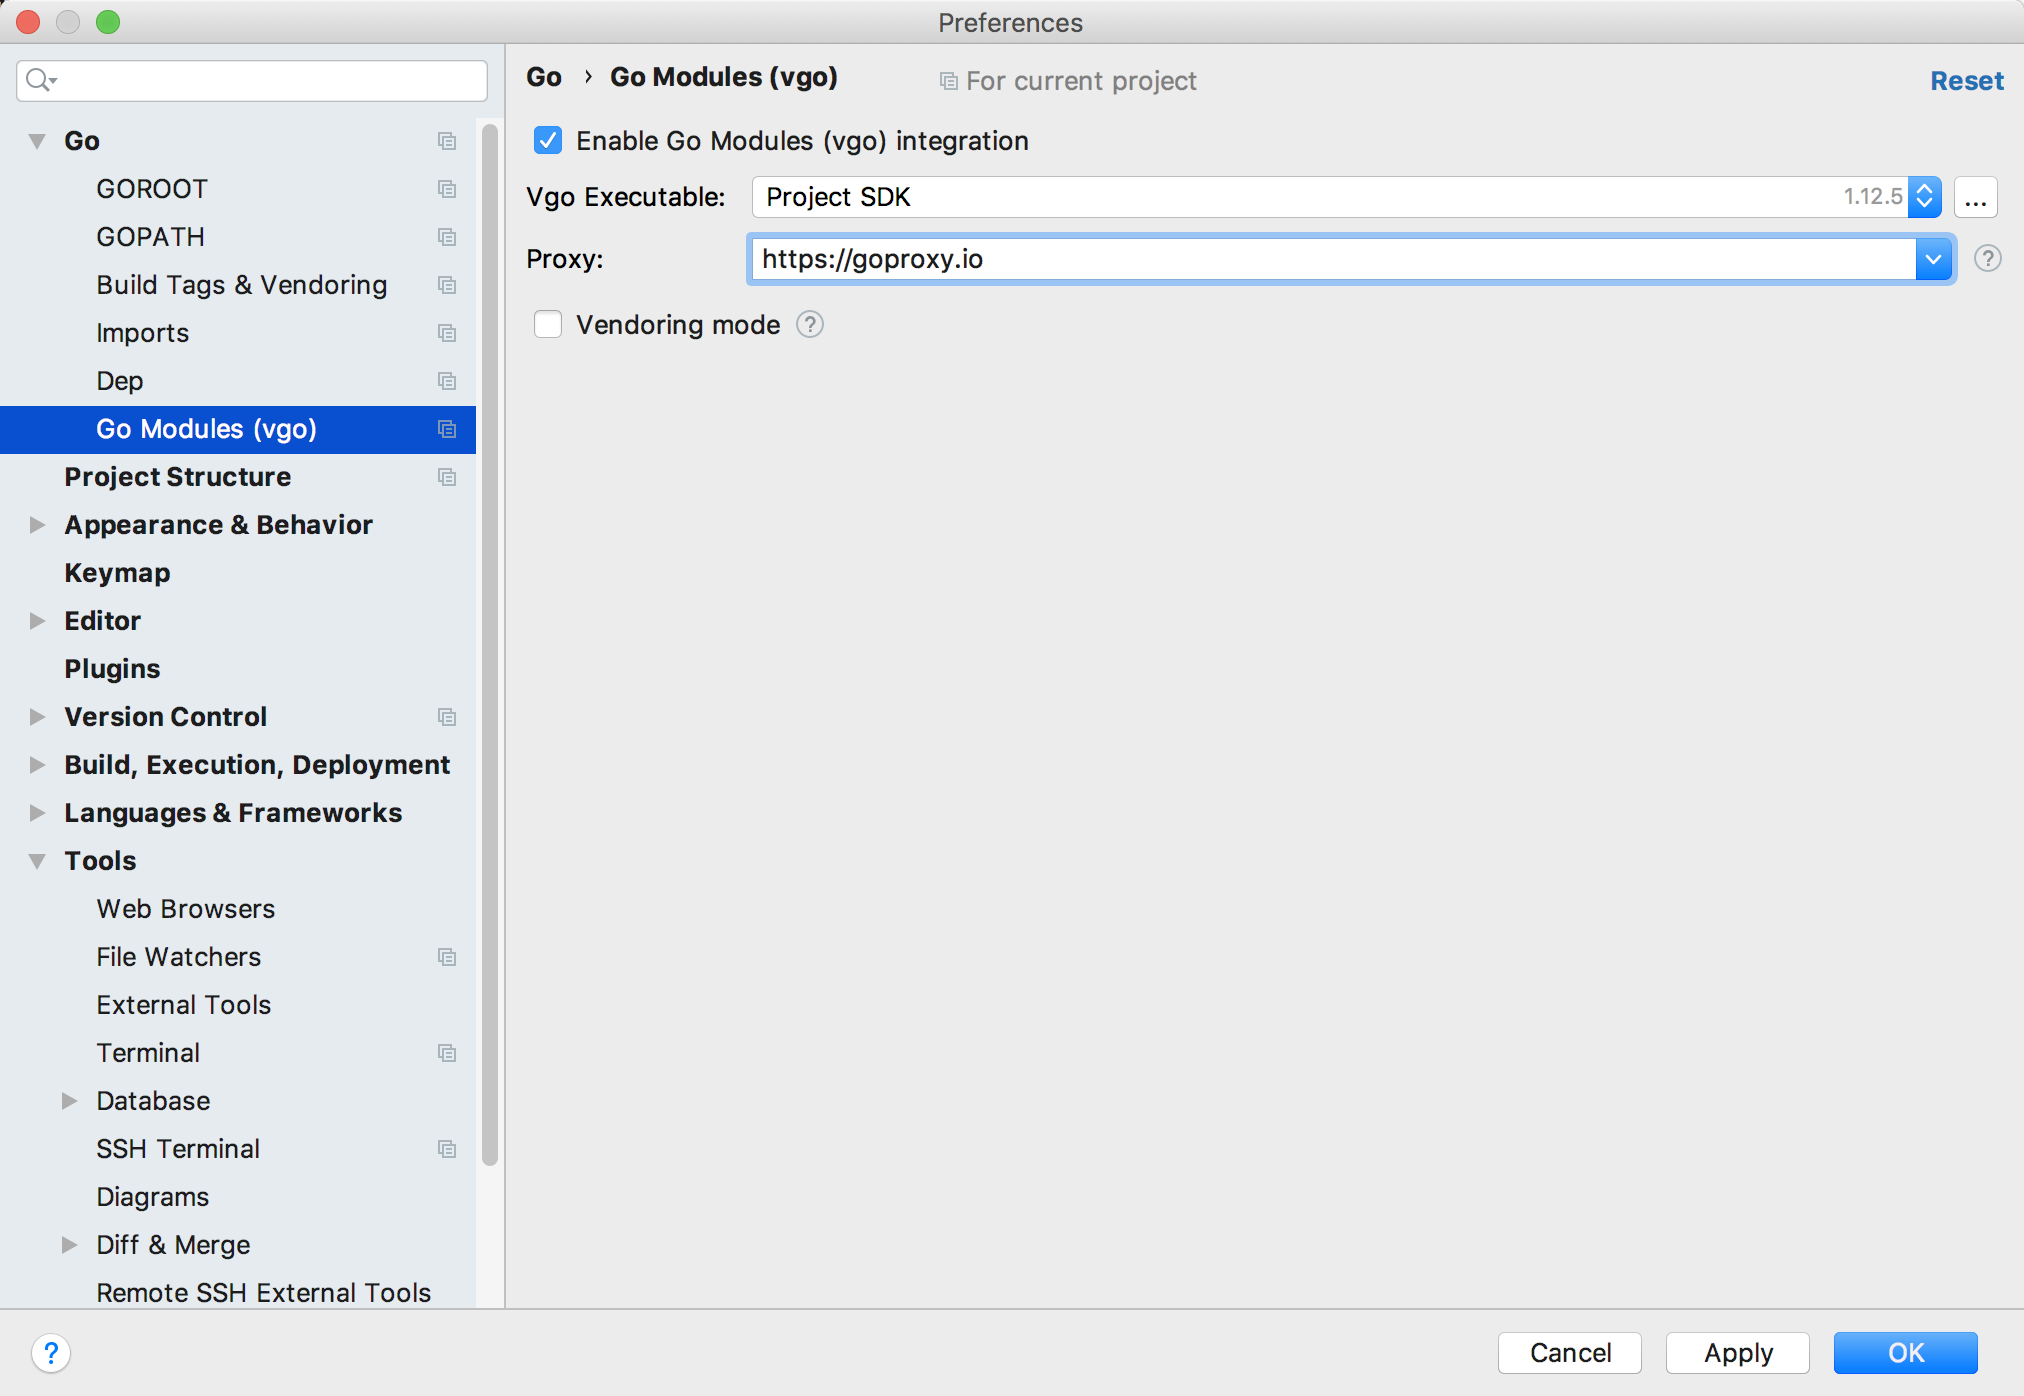 Preferences
Go › Go Modules (vgo)
For current project
Reset
Go
GOROOT
GOPATH
Build Tags & Vendoring
Imports
Dep
Go Modules (vgo)
Project Structure
Appearance & Behavior
Keymap
Editor
Plugins
Version Control
Build, Execution, Deployment
Languages & Frameworks
Tools
Web Browsers
File Watchers
External Tools
Terminal
Database
SSH Terminal
Diagrams
Diff & Merge
Remote SSH External Tools
Enable Go Modules (vgo) integration
Vgo Executable: Project SDK 1.12.5 ...
Proxy: https://goproxy.io ?
Vendoring mode ?
? Cancel Apply OK